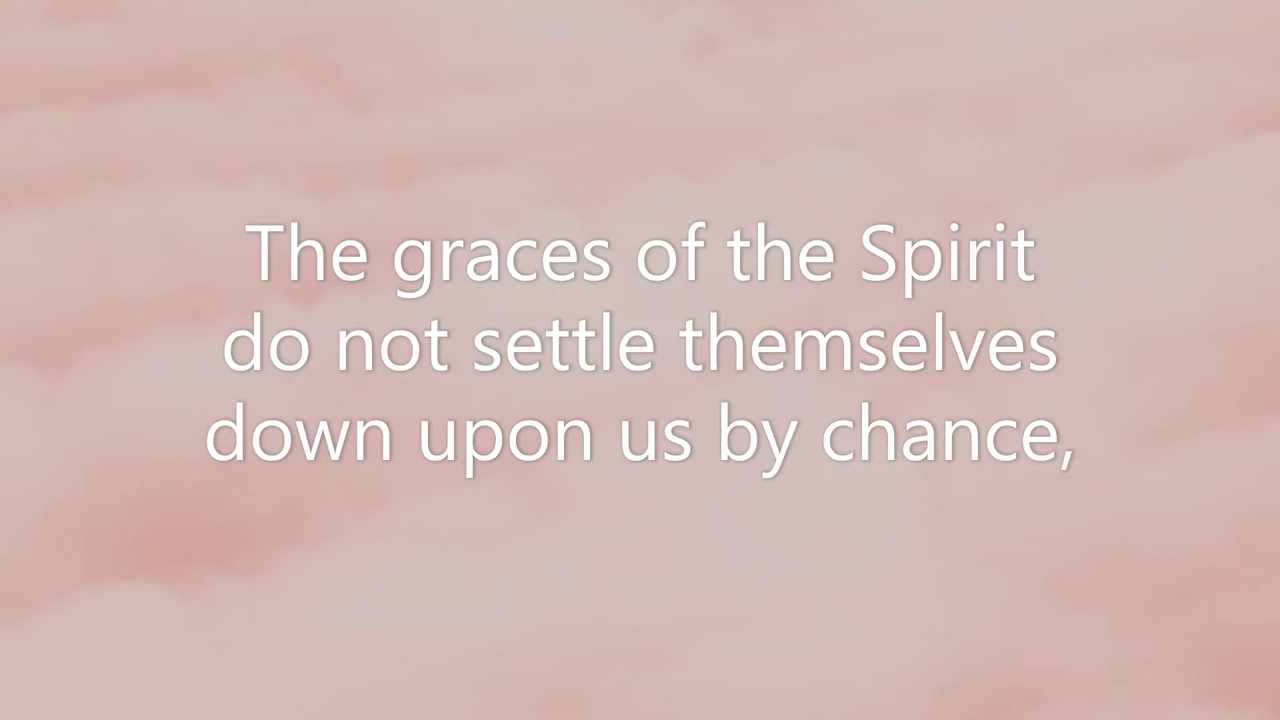 The graces of the Spirit
do not settle themselves
down upon us by chance,